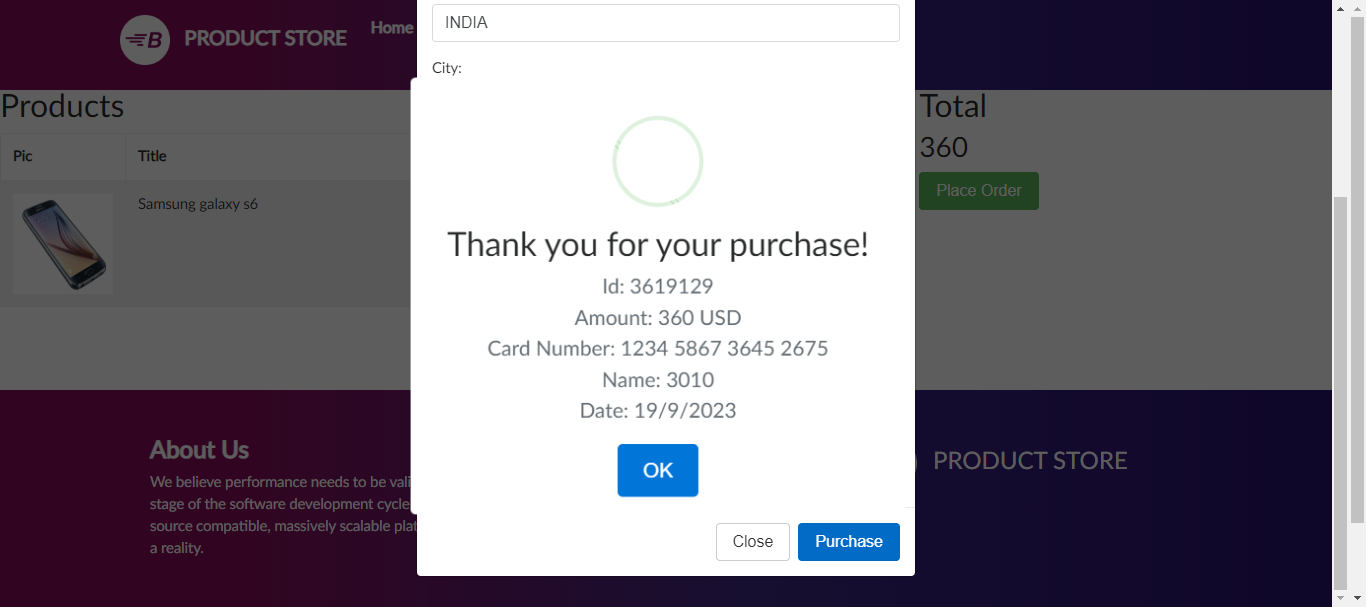 B PRODUCT STORE
Home
INDIA
City:
Products
Total
360
Pic
Title
Place Order
Samsung galaxy s6
Thank you for your purchase!
Id: 3619129
Amount: 360 USD
Card Number: 1234 5867 3645 2675
Name: 3010
Date: 19/9/2023
OK
About Us
We believe performance needs to be vali
stage of the software development cycle
source compatible, massively scalable plat
a reality.
PRODUCT STORE
Close
Purchase